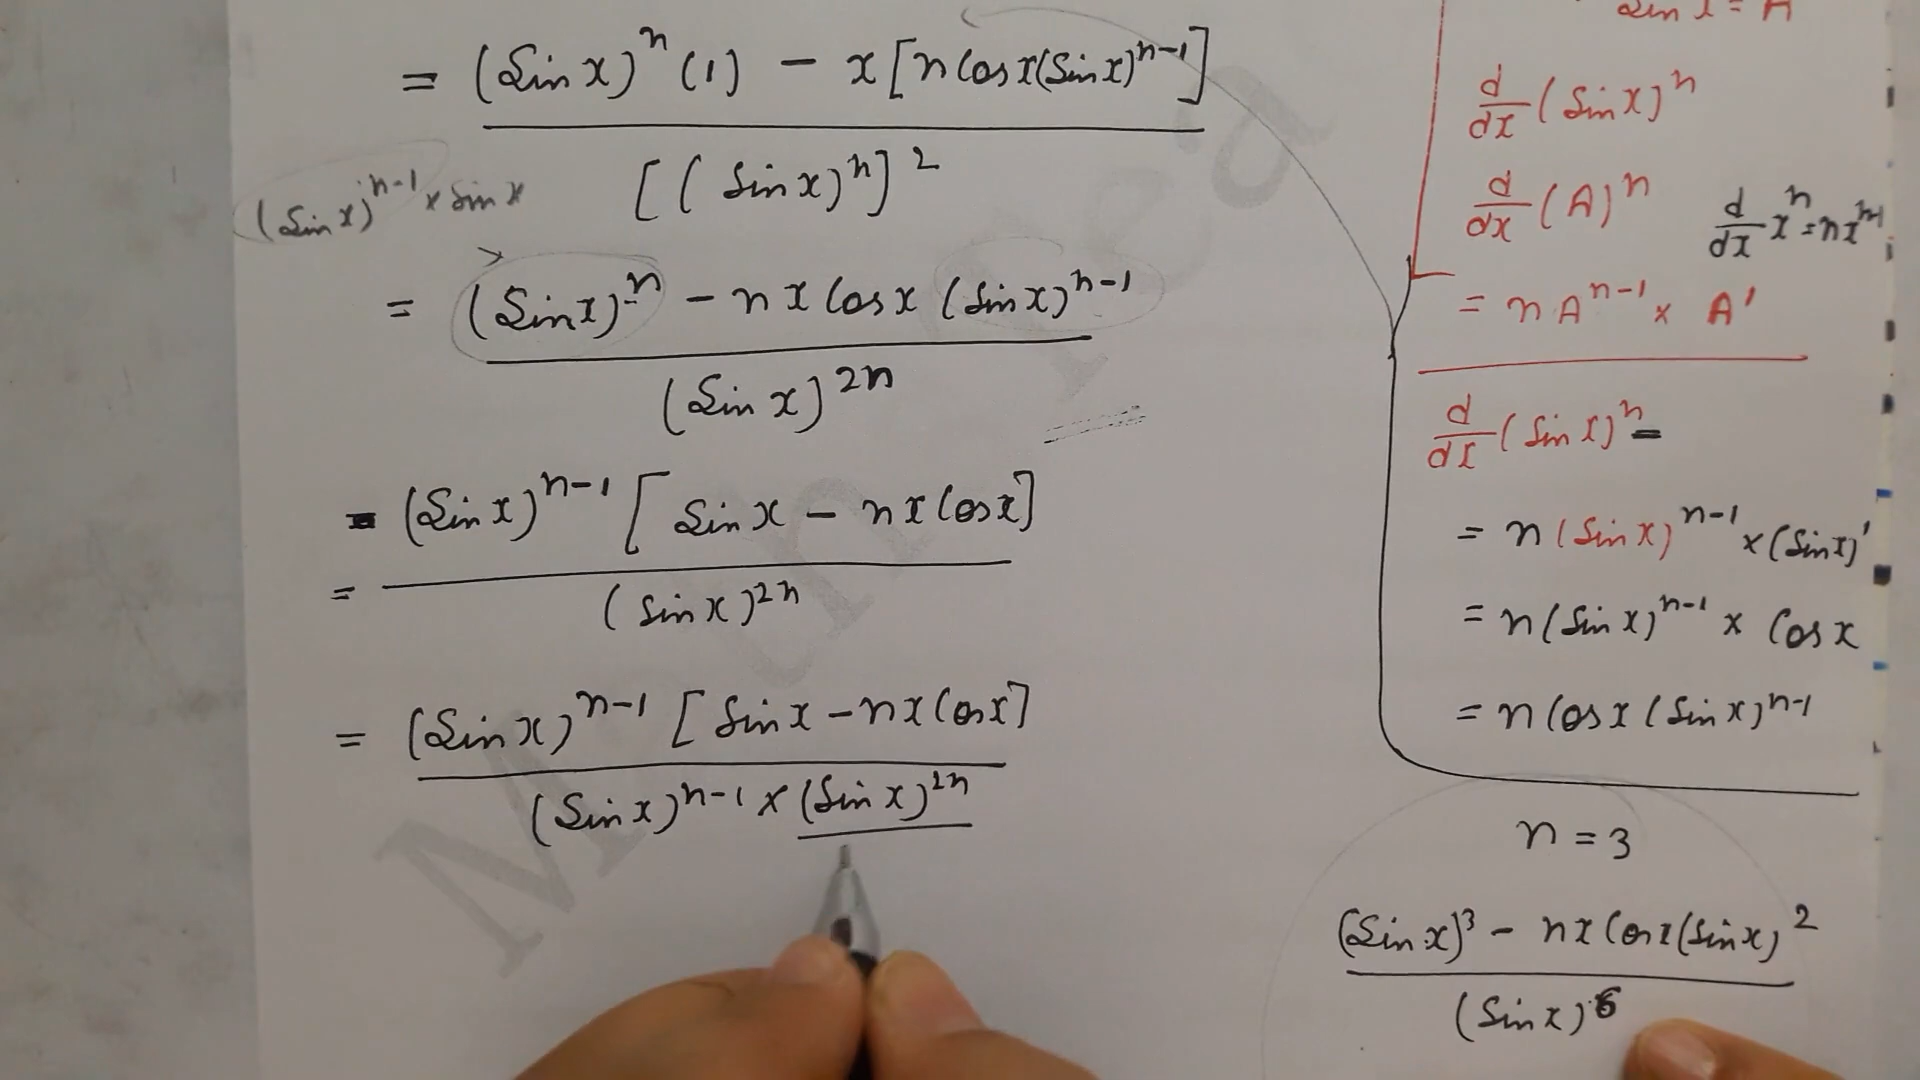 = (Sin x)^n (1) - x [n Cos x (Sin x)^{n-1}]
[(Sin x)^n]^2
(Sin x)^{n-1} x Sin x
= (Sin x)^n - n x Cos x (Sin x)^{n-1}
(Sin x)^{2n}
= (Sin x)^{n-1} [Sin x - n x Cos x]
=
(Sin x)^{2n}
= (Sin x)^{n-1} [Sin x - n x Cos x]
(Sin x)^{n-1} × (Sin x)^{2n}
d/dx (Sin x)^n
d/dx (A)^n
d/dx x^n = n x^{n-1}
= n A^{n-1} × A'
d/dx (Sin x)^n =
= n (Sin x)^{n-1} × (Sin x)'
= n (Sin x)^{n-1} × Cos x
= n Cos x (Sin x)^{n-1}
n = 3
(Sin x)^3 - n x Cos x (Sin x)^2
(Sin x)^6